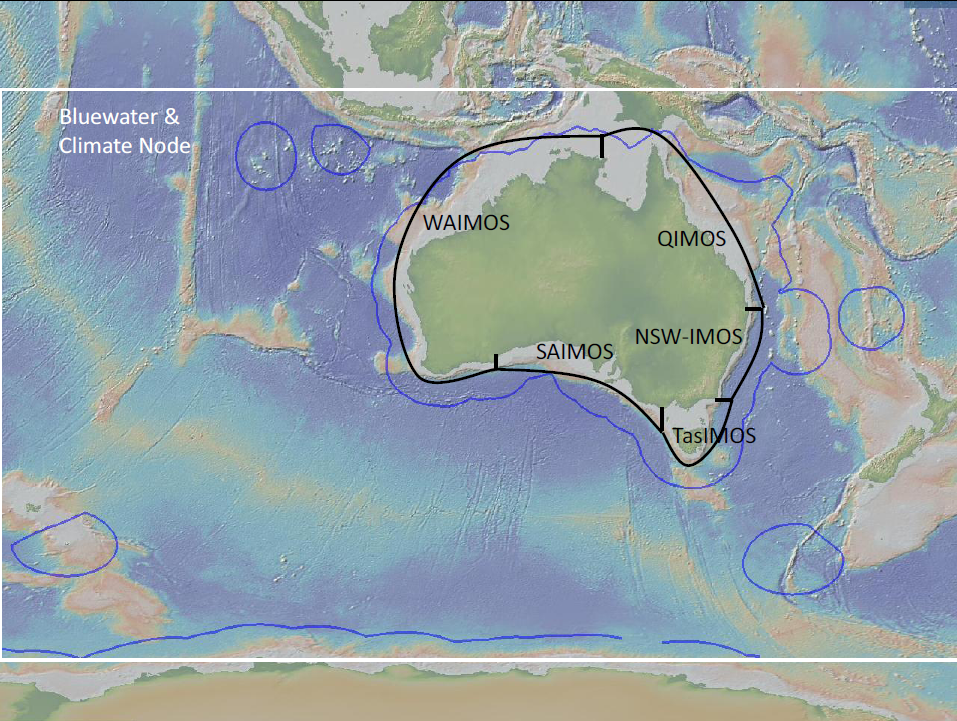 Bluewater &
Climate Node
WAIMOS
QIMOS
NSW-IMOS
SAIMOS
TasIMOS